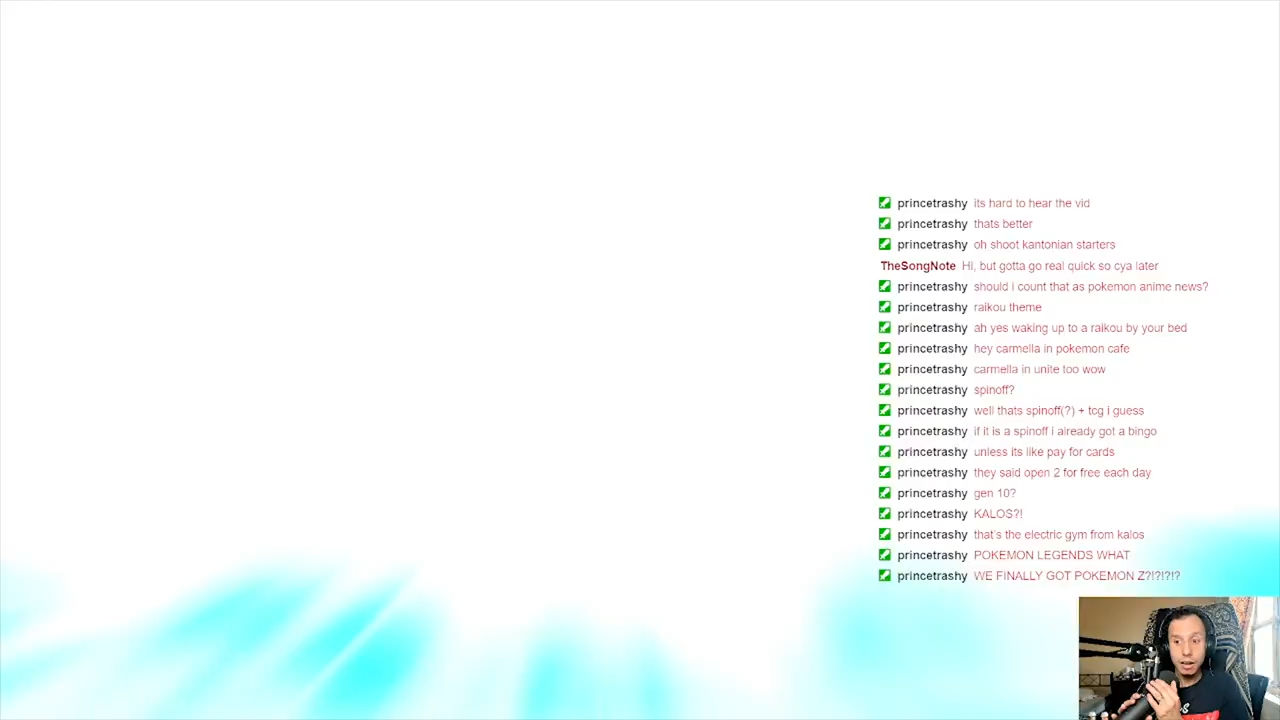 princetrashy its hard to hear the vid
princetrashy thats better
princetrashy oh shoot kantonian starters
TheSongNote Hi, but gotta go real quick so cya later
princetrashy should i count that as pokemon anime news?
princetrashy raikou theme
princetrashy ah yes waking up to a raikou by your bed
princetrashy hey carmella in pokemon cafe
princetrashy carmella in unite too wow
princetrashy spinoff?
princetrashy well thats spinoff(?) + tcg i guess
princetrashy if it is a spinoff i already got a bingo
princetrashy unless its like pay for cards
princetrashy they said open 2 for free each day
princetrashy gen 10?
princetrashy KALOS?!
princetrashy that's the electric gym from kalos
princetrashy POKEMON LEGENDS WHAT
princetrashy WE FINALLY GOT POKEMON Z?!?!?!?